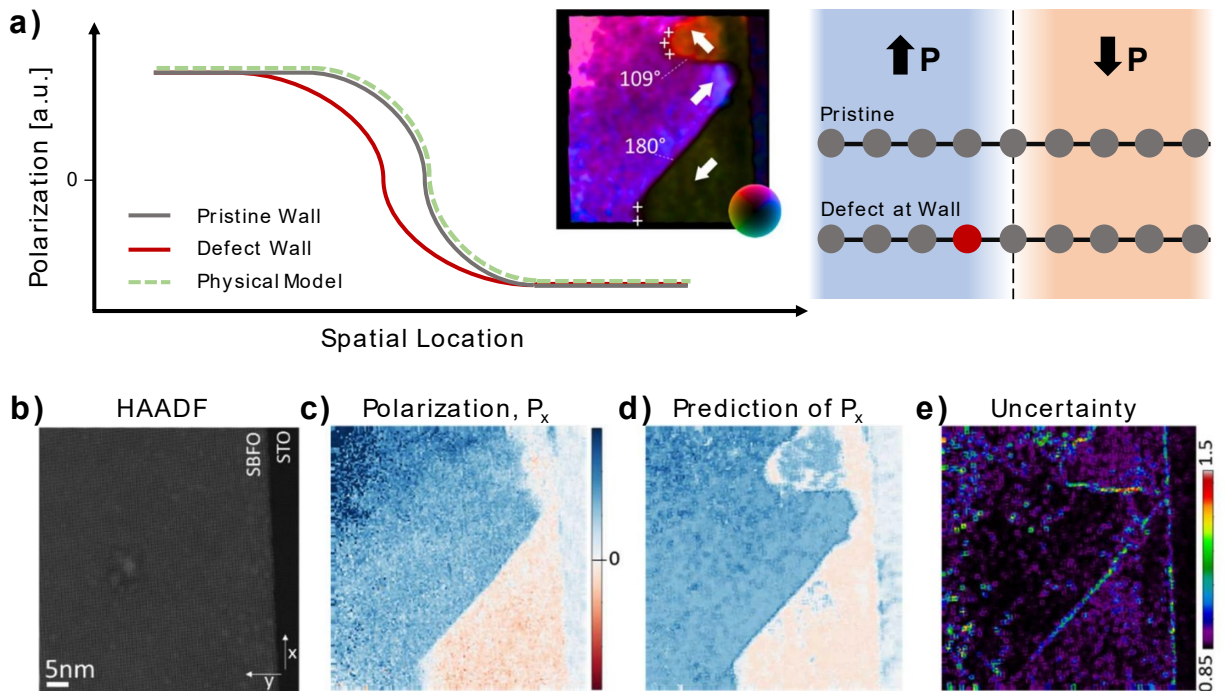 a)
Polarization [a.u.]
0
Pristine Wall
Defect Wall
Physical Model
Spatial Location
109°
180°
P
P
Pristine
Defect at Wall
b)
HAADF
SBFO
STO
5nm
x
y
c)
Polarization, Px
0
d)
Prediction of Px
e)
Uncertainty
1.5
0.85